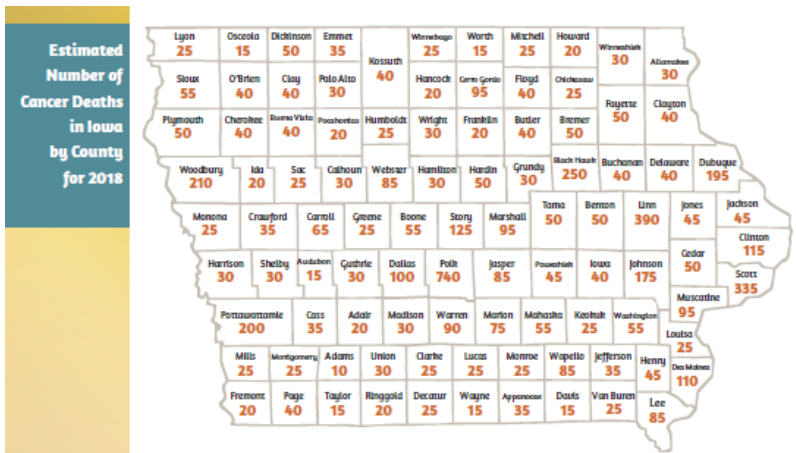 Estimated
Number of
Cancer Deaths
in Iowa
by County
for 2018
Lyon Osceola Dickinson Emmet Winnebago Worth Mitchell Howard
25 15 50 35 25 15 25 20
Kossuth
40
Winneshiek Allamakee
30 30
Sioux O'Brien Clay Palo Alto Hancock Cerro Gordo Floyd Chickasaw
55 40 40 30 20 95 40 25
Fayette Clayton
50 40
Plymouth Cherokee Buena Vista Pocahontas Humboldt Wright Franklin Butler Bremer
50 40 40 20 25 30 20 40 50
Woodbury Ida Sac Calhoun Webster Hamilton Hardin Grundy Black Hawk Buchanan Delaware Dubuque
210 20 25 30 85 30 50 30 250 40 40 195
Monona Crawford Carroll Greene Boone Story Marshall Tama Benton Linn Jones Jackson
25 35 65 25 55 125 95 50 50 390 45 45
Clinton
115
Cedar
50
Scott
335
Harrison Shelby Audubon Guthrie Dallas Polk Jasper Poweshiek Iowa Johnson
30 30 15 30 100 740 85 45 40 175
Muscatine
95
Pottawattamie Cass Adair Madison Warren Marion Mahaska Keokuk Washington
200 35 20 30 90 75 55 25 55
Louisa
25
Mills Montgomery Adams Union Clarke Lucas Monroe Wapello Jefferson Henry Des Moines
25 25 10 30 25 25 25 85 35 45 110
Fremont Page Taylor Ringgold Decatur Wayne Appanoose Davis Van Buren Lee
20 40 15 20 25 15 35 15 25 85